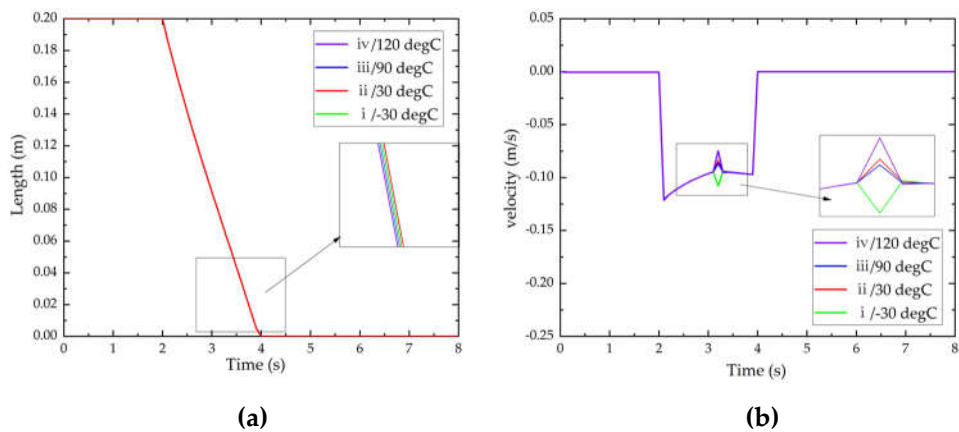 0.20
0.18
0.16
0.14
0.12
0.10
0.08
0.06
0.04
0.02
0.00
Length (m)
0 1 2 3 4 5 6 7 8
Time (s)
iv/120 degC
iii/90 degC
ii/30 degC
i/-30 degC
(a)
0.05
0.00
-0.05
-0.10
-0.15
-0.20
-0.25
velocity (m/s)
0 1 2 3 4 5 6 7 8
Time (s)
iv/120 degC
iii/90 degC
ii/30 degC
i/-30 degC
(b)